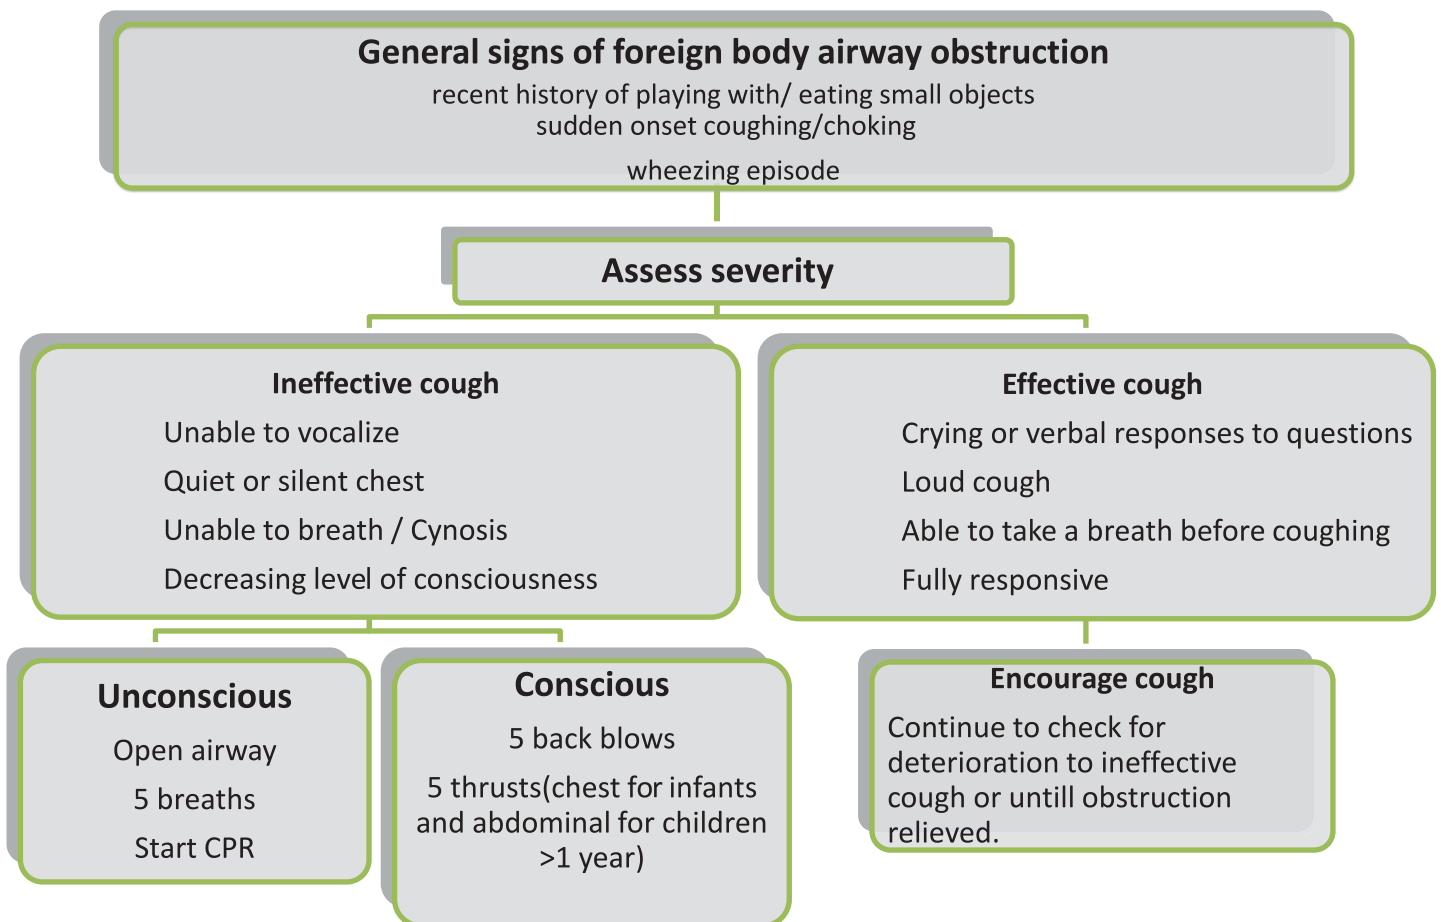 General signs of foreign body airway obstruction
recent history of playing with/ eating small objects
sudden onset coughing/choking
wheezing episode
Assess severity
Ineffective cough
Unable to vocalize
Quiet or silent chest
Unable to breath / Cynosis
Decreasing level of consciousness
Effective cough
Crying or verbal responses to questions
Loud cough
Able to take a breath before coughing
Fully responsive
Unconscious
Open airway
5 breaths
Start CPR
Conscious
5 back blows
5 thrusts(chest for infants
and abdominal for children
>1 year)
Encourage cough
Continue to check for
deterioration to ineffective
cough or untill obstruction
relieved.